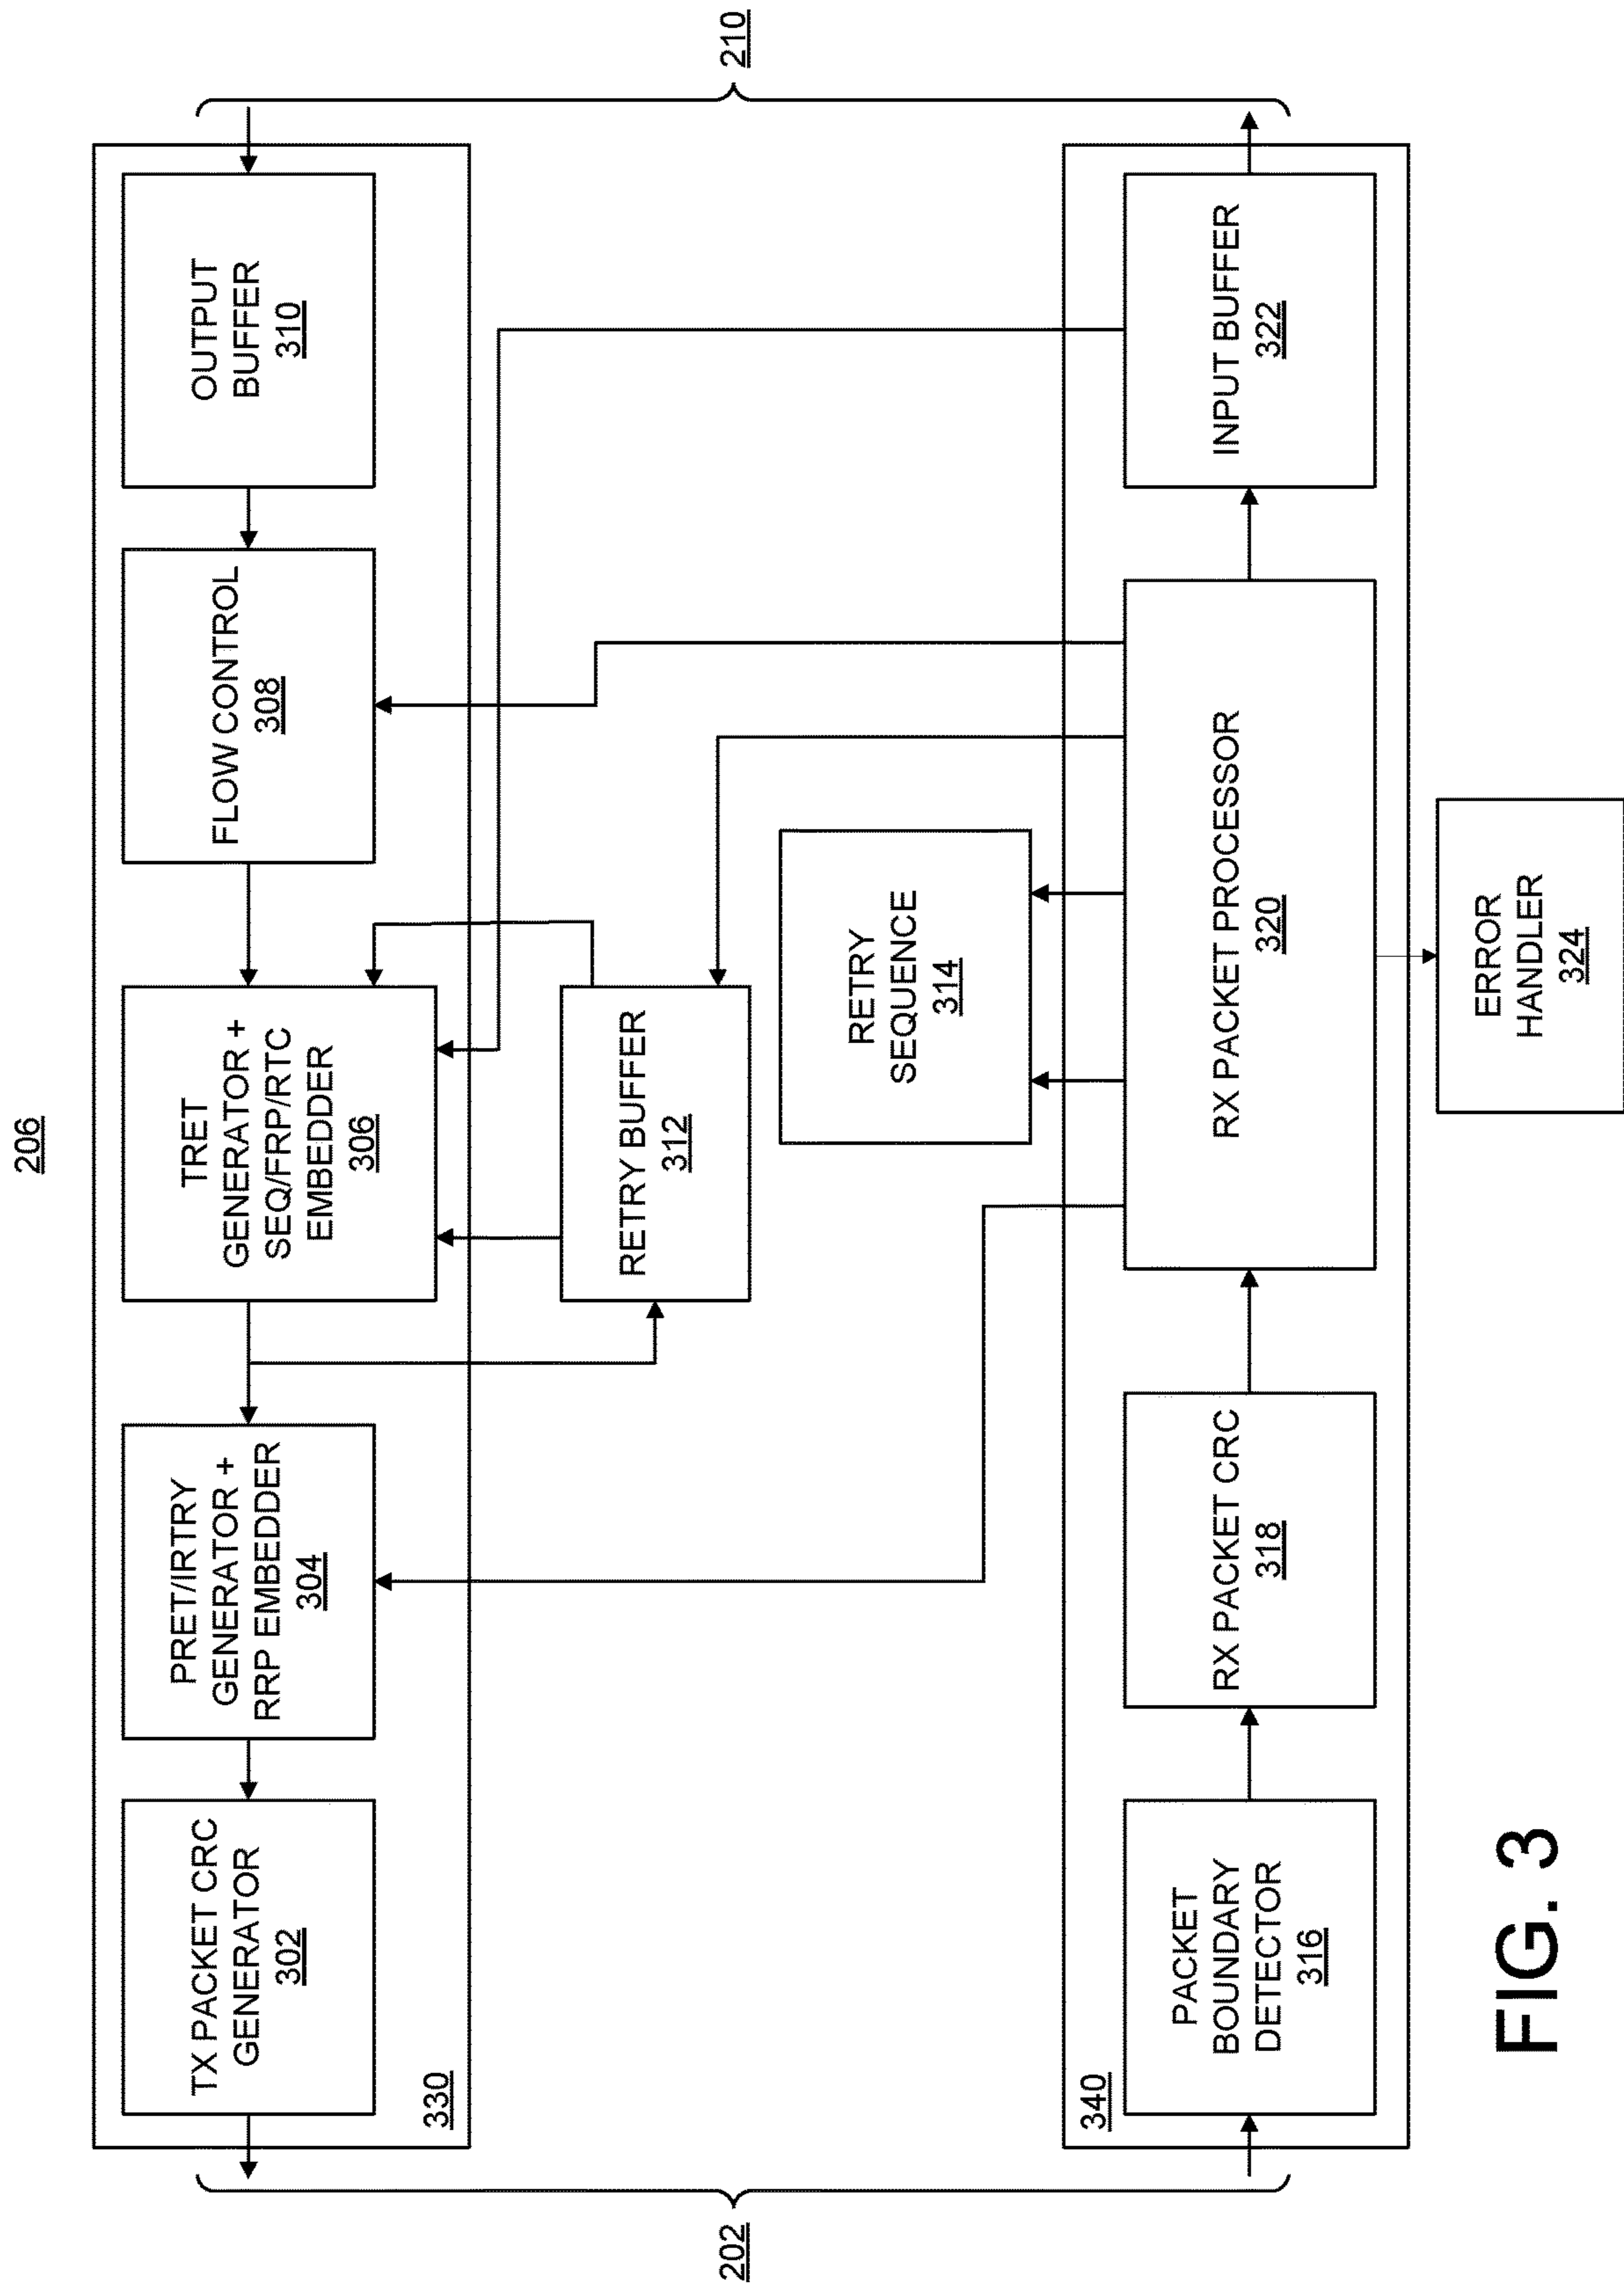 206
TX PACKET CRC
GENERATOR
302
PRET/IRTRY
GENERATOR +
RRP EMBEDDER
304
TRET
GENERATOR +
SEQ/FRP/RTC
EMBEDDER
306
FLOW CONTROL
308
OUTPUT
BUFFER
310
330
RETRY BUFFER
312
RETRY
SEQUENCE
314
202
210
340
PACKET
BOUNDARY
DETECTOR
316
RX PACKET CRC
318
RX PACKET PROCESSOR
320
INPUT BUFFER
322
ERROR
HANDLER
324
FIG. 3